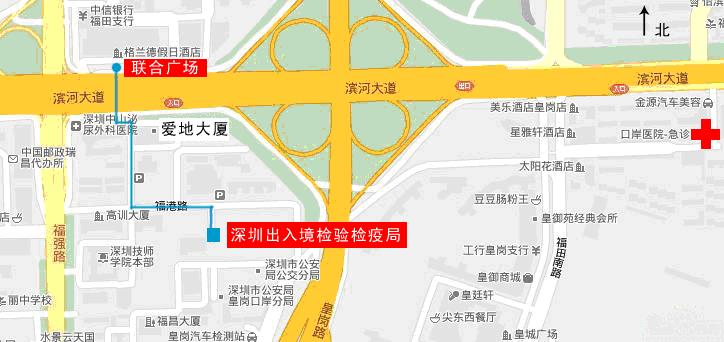 中信银行
福田支行
格兰德假日酒店
联合广场
滨河大道
入口
滨河大道
出口
入口
滨河大道
北
美乐酒店皇岗店
金源汽车美容
深圳中山泌
尿外科医院
爱地大厦
星雅轩酒店
口岸医院-急诊
中国邮政瑞
昌代办所
太阳花酒店
P
P
豆豆肠粉王
福港路
高训大厦
皇御苑经典会所
福强路
深圳出入境检验检疫局
深圳技师
学院本部
工行皇岗支行
福田南路
深圳市公安
局公交分局
皇御商城
深圳市公安
局皇岗口岸分局
皇廷轩
丽中学校
皇岗路
尖东西餐厅
福昌大厦
水景云天国
皇岗汽车检测站
皇城广场